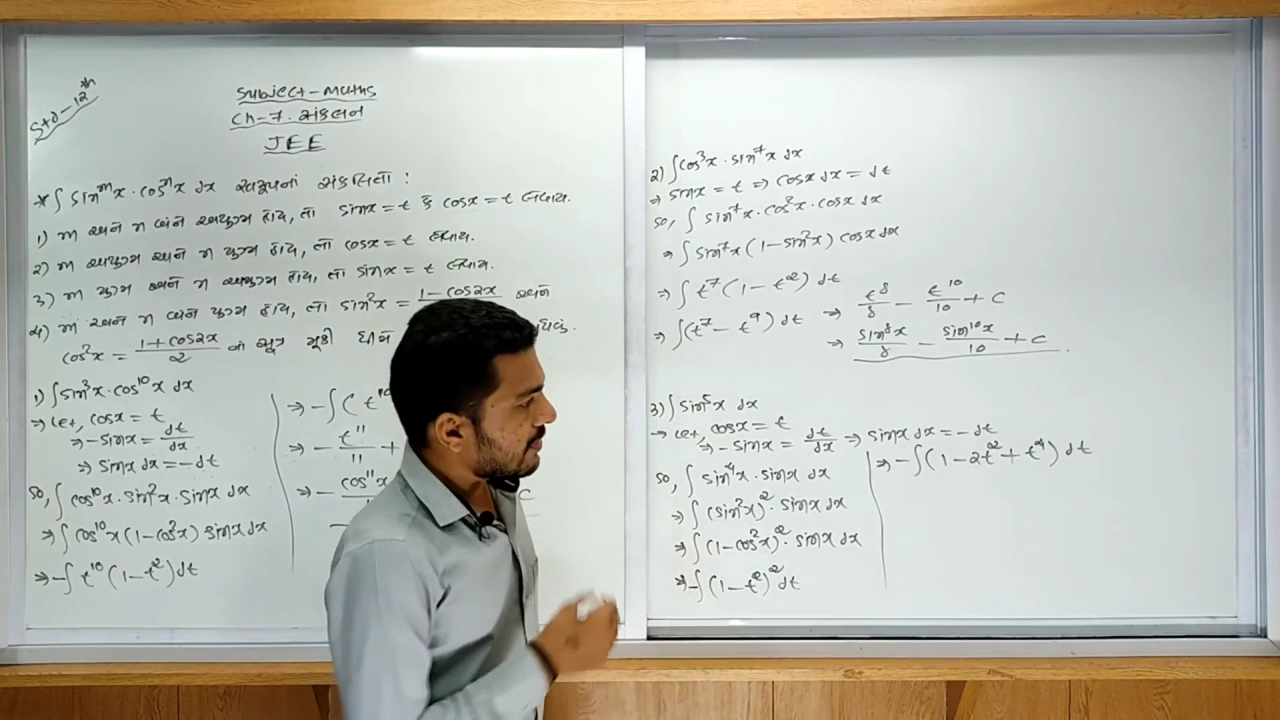 Std-12th
Subject-Maths
Ch-7. સંકલન
JEE
* ∫ sin^m x · cos^n x dx સ્વરૂપનાં સંકલિતો :
1) m અને n બંને અયુગ્મ હોય, તો sinx = t કે cosx = t લેવાય.
2) m અયુગ્મ અને n યુગ્મ હોય, તો cosx = t લેવાય.
3) m યુગ્મ અને n અયુગ્મ હોય, તો sinx = t લેવાય.
4) m અને n બંને યુગ્મ હોય, તો sin²x = (1 - cos2x)/ અને
cos²x = (1 + cos2x)/2 નો સૂત્ર મૂકી
1) ∫ sin³x · cos¹⁰x dx
→ Let, cosx = t
⇒ -sinx = dt/dx
⇒ sinx dx = -dt
So, ∫ cos¹⁰x · sin²x · sinx dx
⇒ ∫ cos¹⁰x (1 - cos²x) sinx dx
⇒ -∫ t¹⁰ (1 - t²) dt
⇒ -∫ (t¹⁰
⇒ - t¹¹/11 +
⇒ - cos¹¹x
C
2) ∫ cos³x · sin⁷x dx
→ sinx = t ⇒ cosx dx = dt
So, ∫ sin⁷x · cos²x · cosx dx
⇒ ∫ sin⁷x (1 - sin²x) cosx dx
⇒ ∫ t⁷ (1 - t²) dt
⇒ ∫ (t⁷ - t⁹) dt ⇒ t⁸/8 - t¹⁰/10 + C
⇒ sin⁸x/8 - sin¹⁰x/10 + C
3) ∫ sin⁵x dx
→ Let, cosx = t
⇒ -sinx = dt/dx ⇒ sinx dx = -dt
So, ∫ sin⁴x · sinx dx
⇒ ∫ (sin²x)² · sinx dx
⇒ ∫ (1 - cos²x)² · sinx dx
⇒ -∫ (1 - t²)² dt
⇒ -∫ (1 - 2t² + t⁴) dt